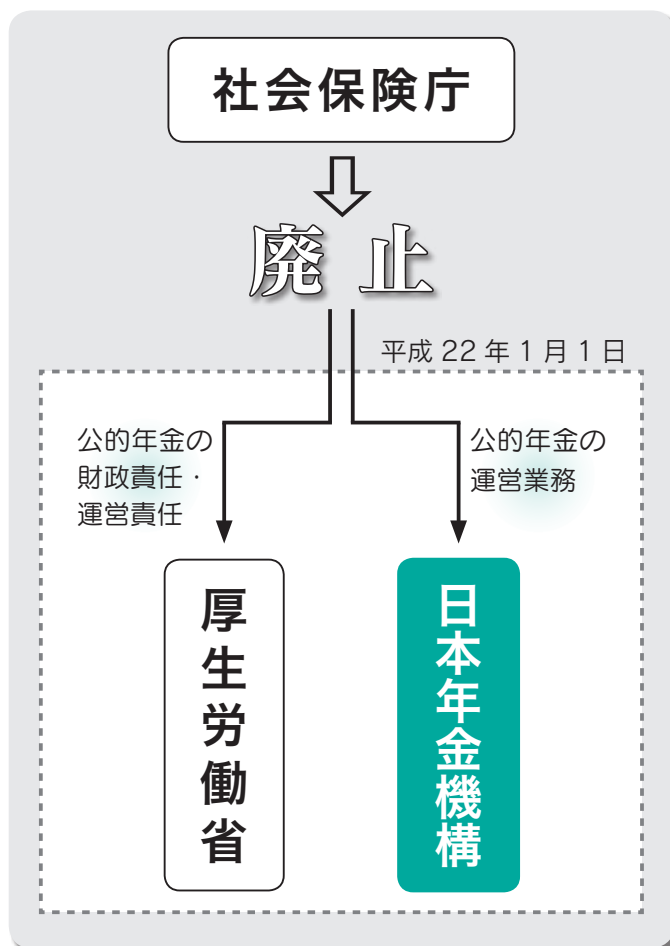 社会保険庁
廃止
平成 22 年 1 月 1 日
公的年金の
財政責任・
運営責任
公的年金の
運営業務
厚生労働省
日本年金機構